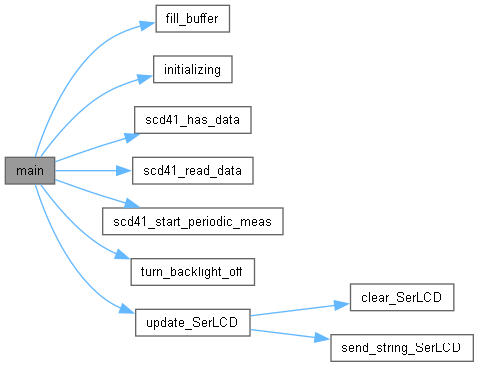 fill_buffer
initializing
scd41_has_data
main
scd41_read_data
scd41_start_periodic_meas
turn_backlight_off
clear_SerLCD
update_SerLCD
send_string_SerLCD